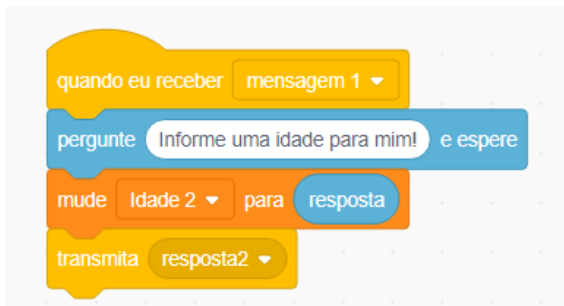 quando eu receber mensagem 1
pergunte Informe uma idade para mim! e espere
mude Idade 2 para resposta
transmita resposta2